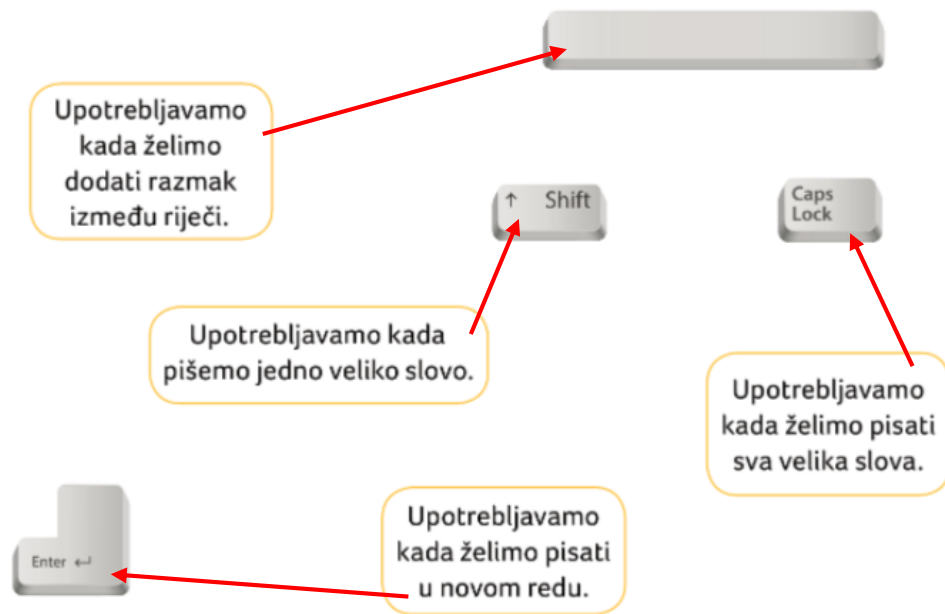 Upotrebljavamo
kada želimo
dodati razmak
između riječi.
↑ Shift
Caps
Lock
Upotrebljavamo kada
pišemo jedno veliko slovo.
Upotrebljavamo
kada želimo pisati
sva velika slova.
Enter ↵
Upotrebljavamo
kada želimo pisati
u novom redu.